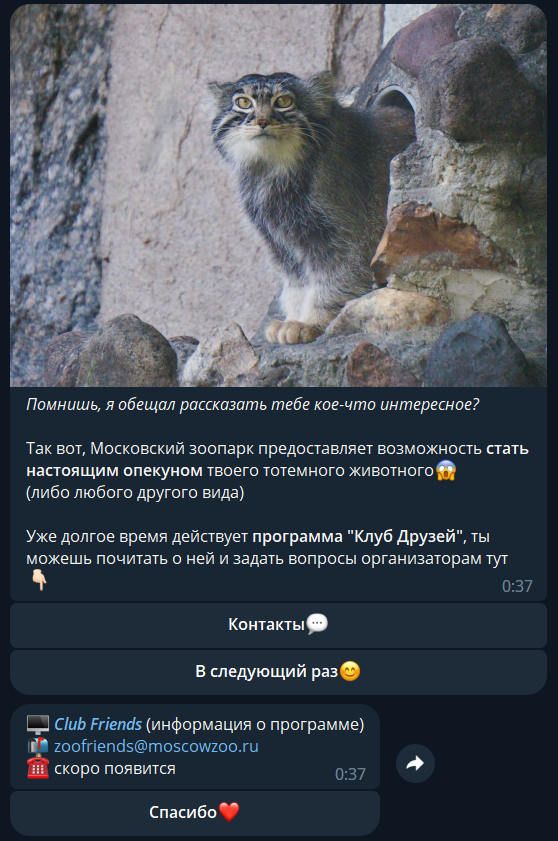 Помнишь, я обещал рассказать тебе кое-что интересное?
Так вот, Московский зоопарк предоставляет возможность стать
настоящим опекуном твоего тотемного животного😱
(либо любого другого вида)
Уже долгое время действует программа "Клуб Друзей", ты
можешь почитать о ней и задать вопросы организаторам тут
👇🏻
0:37
Контакты💬
В следующий раз😊
🖥 Club Friends (информация о программе)
📬 zoofriends@moscowzoo.ru
☎️ скоро появится
0:37
Спасибо❤️